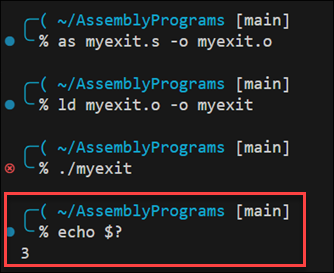 ( ~/AssemblyPrograms [main]
% as myexit.s -o myexit.o
( ~/AssemblyPrograms [main]
% ld myexit.o -o myexit
( ~/AssemblyPrograms [main]
% ./myexit
( ~/AssemblyPrograms [main]
% echo $?
3